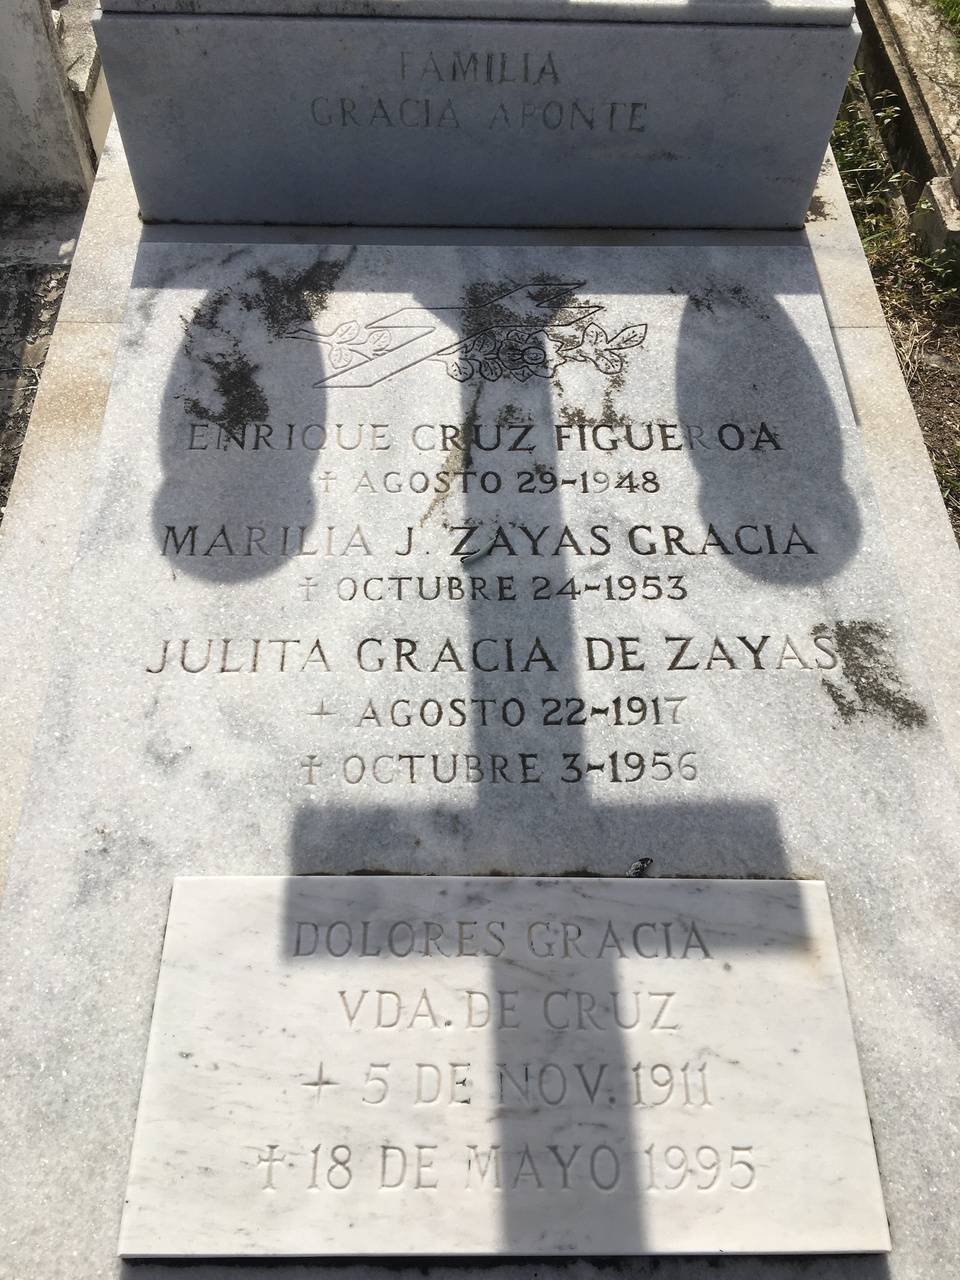 FAMILIA
GRACIA APONTE
ENRIQUE CRUZ FIGUEROA
† AGOSTO 29-1948
MARILIA J. ZAYAS GRACIA
† OCTUBRE 24-1953
JULITA GRACIA DE ZAYAS
+ AGOSTO 22-1917
† OCTUBRE 3-1956
DOLORES GRACIA
VDA. DE CRUZ
+ 5 DE NOV. 1911
† 18 DE MAYO 1995